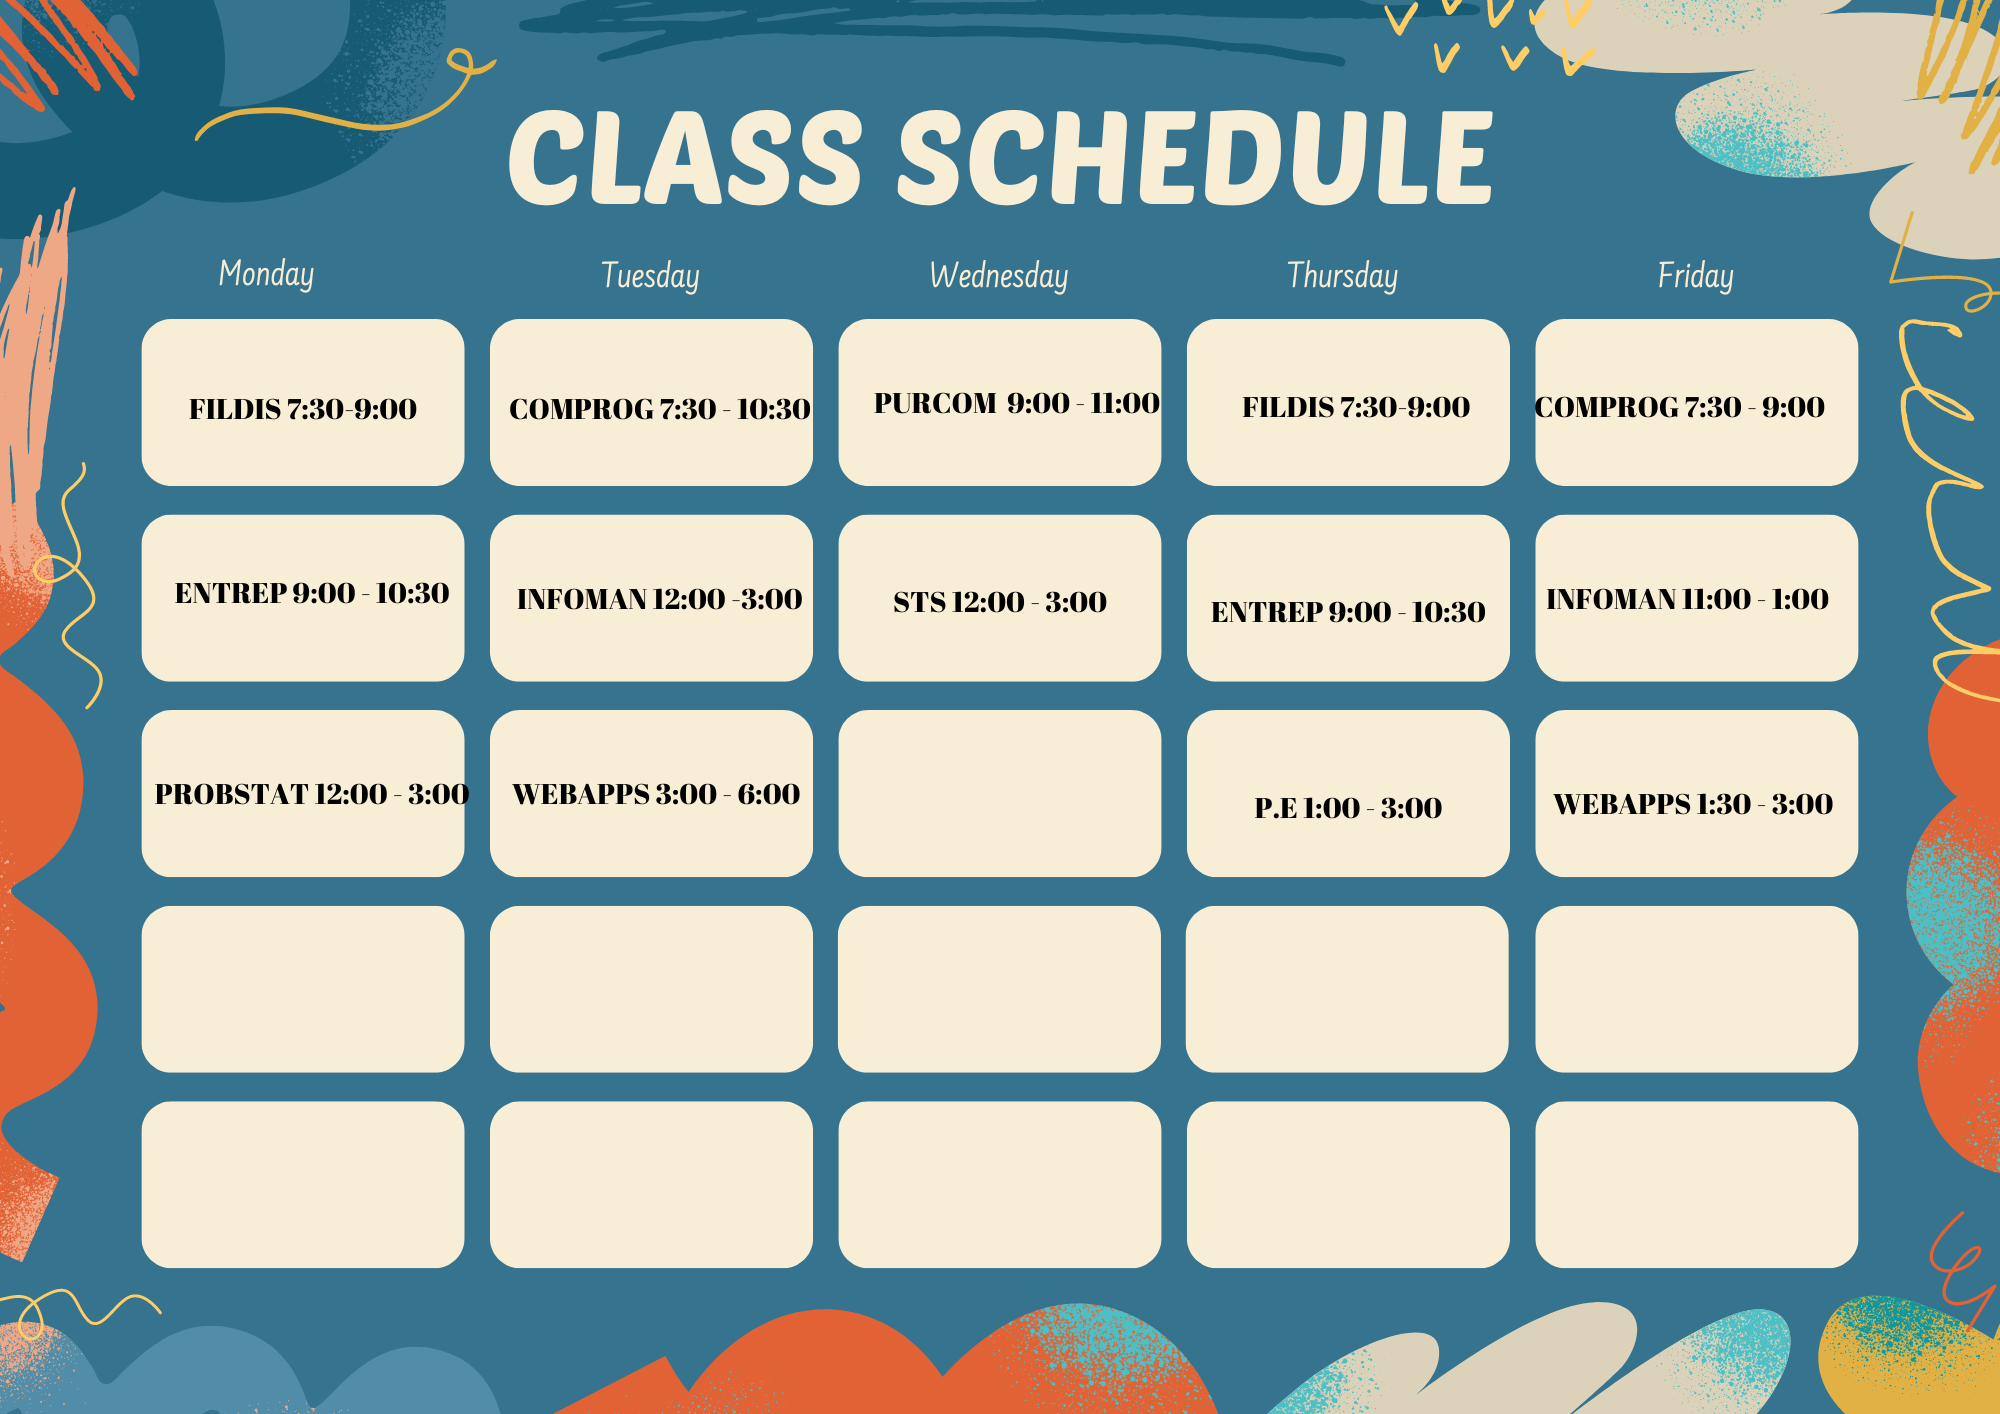 CLASS SCHEDULE
Monday Tuesday Wednesday Thursday Friday
FILDIS 7:30-9:00 COMPROG 7:30 - 10:30 PURCOM 9:00 - 11:00 FILDIS 7:30-9:00 COMPROG 7:30 - 9:00
ENTREP 9:00 - 10:30 INFOMAN 12:00 -3:00 STS 12:00 - 3:00 ENTREP 9:00 - 10:30 INFOMAN 11:00 - 1:00
PROBSTAT 12:00 - 3:00 WEBAPPS 3:00 - 6:00 P.E 1:00 - 3:00 WEBAPPS 1:30 - 3:00